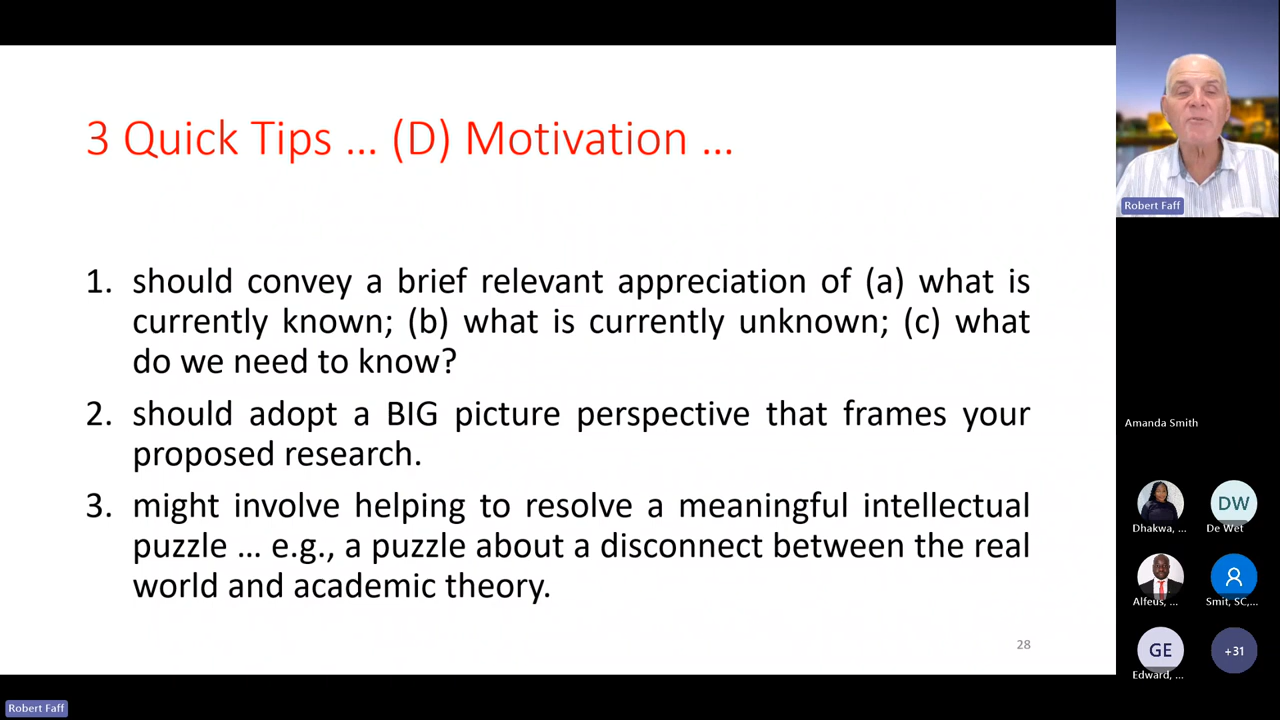 3 Quick Tips ... (D) Motivation ...
1. should convey a brief relevant appreciation of (a) what is
currently known; (b) what is currently unknown; (c) what
do we need to know?
2. should adopt a BIG picture perspective that frames your
proposed research.
3. might involve helping to resolve a meaningful intellectual
puzzle ... e.g., a puzzle about a disconnect between the real
world and academic theory.
28
Robert Faff
Amanda Smith
DW
Dhakwa, ...
De Wet
Alfeus, ...
Smit, SC,...
GE
+31
Edward, ...
Robert Faff